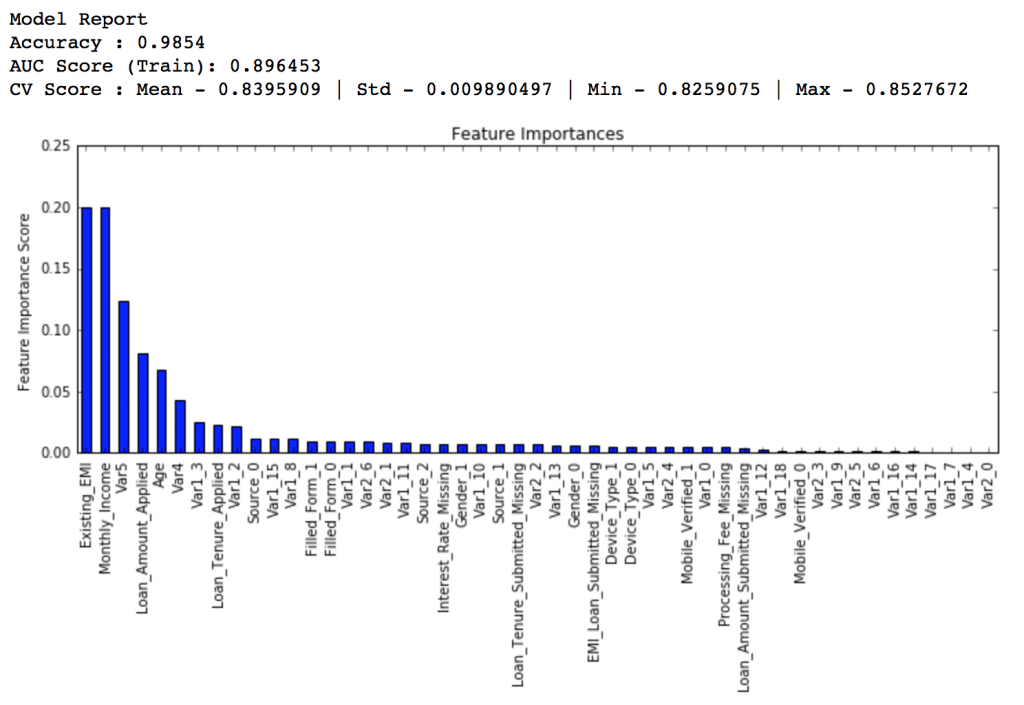 Model Report
Accuracy : 0.9854
AUC Score (Train): 0.896453
CV Score : Mean - 0.8395909 | Std - 0.009890497 | Min - 0.8259075 | Max - 0.8527672
Feature Importances
Feature Importance Score
0.25
0.20
0.15
0.10
0.05
0.00
Existing_EMI
Monthly_Income
Var5
Loan_Amount_Applied
Age
Var4
Var1_3
Loan_Tenure_Applied
Var1_2
Source_0
Var1_15
Var1_8
Filled_Form_1
Filled_Form_0
Var1_1
Var2_6
Var2_1
Var1_11
Source_2
Interest_Rate_Missing
Gender_1
Var1_10
Source_1
Loan_Tenure_Submitted_Missing
Var2_2
Var1_13
Gender_0
EMI_Loan_Submitted_Missing
Device_Type_1
Device_Type_0
Var1_5
Var2_4
Mobile_Verified_1
Var1_0
Processing_Fee_Missing
Loan_Amount_Submitted_Missing
Var1_12
Var1_18
Mobile_Verified_0
Var2_3
Var1_9
Var2_5
Var1_6
Var1_16
Var1_14
Var1_17
Var1_7
Var1_4
Var2_0